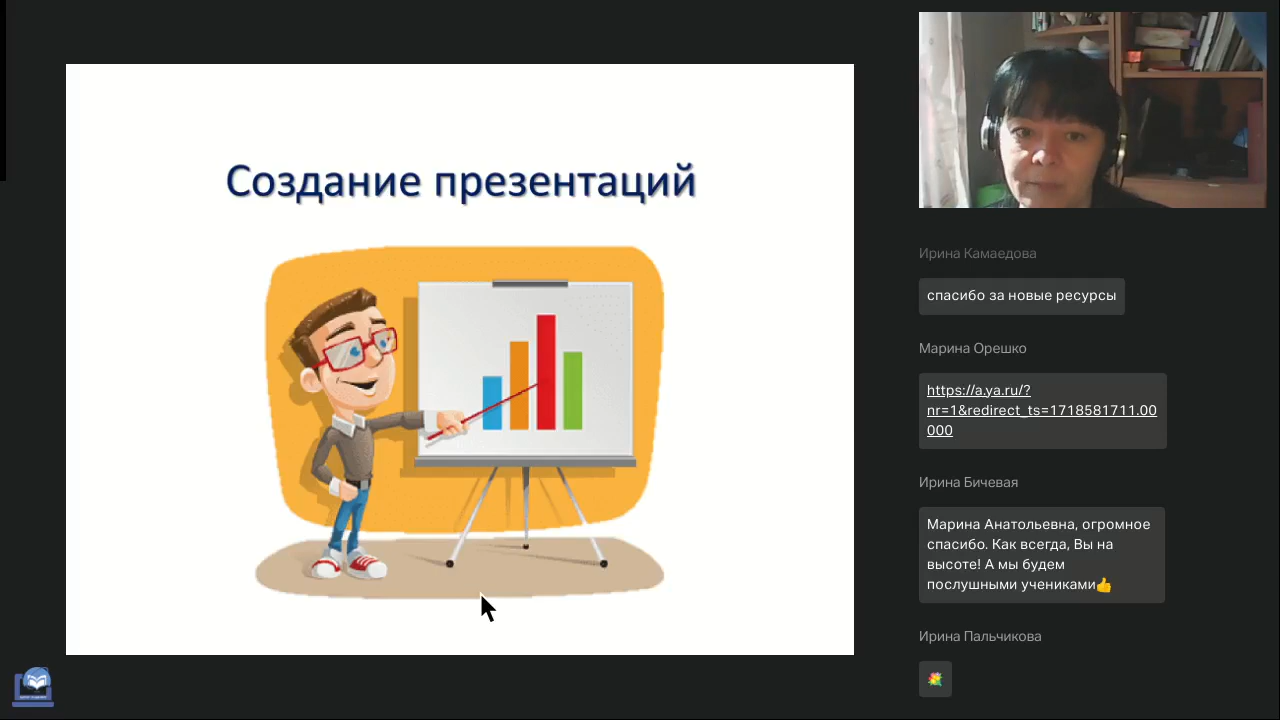 Создание презентаций
Ирина Камаедова
спасибо за новые ресурсы
Марина Орешко
https://a.ya.ru/?
nr=1&redirect_ts=1718581711.00
000
Ирина Бичевая
Марина Анатольевна, огромное
спасибо. Как всегда, Вы на
высоте! А мы будем
послушными учениками👍
Ирина Пальчикова
💐